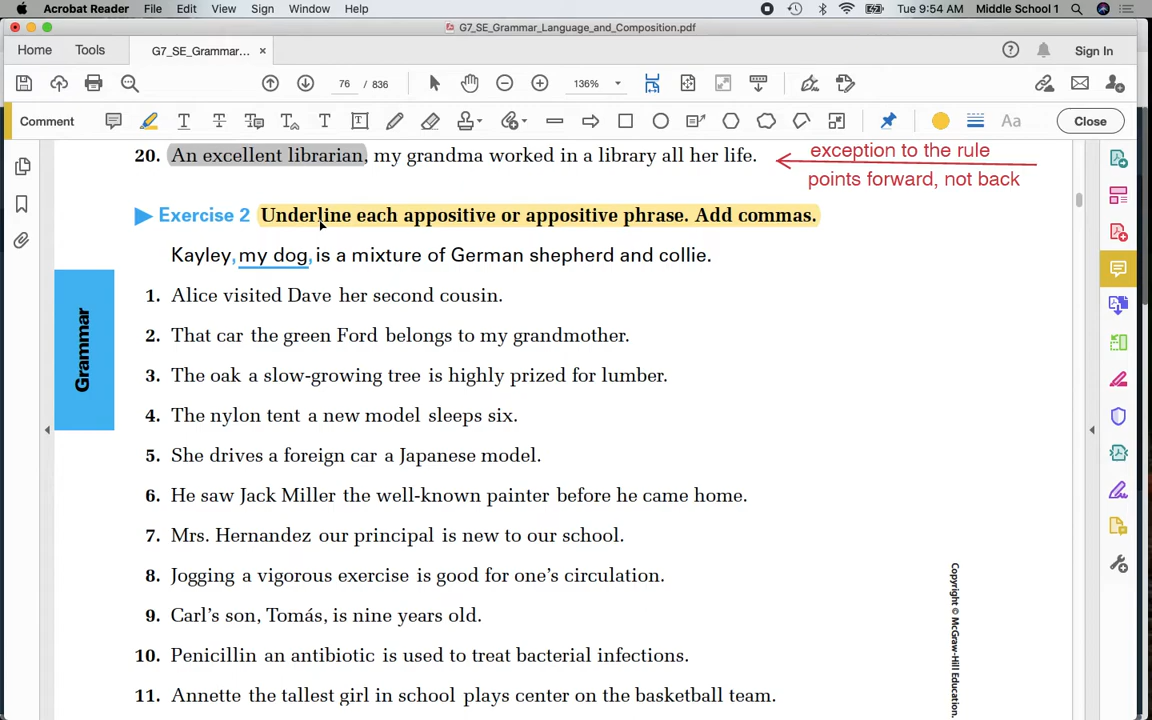 Acrobat Reader File Edit View Sign Window Help Tue 9:54 AM Middle School 1
G7_SE_Grammar_Language_and_Composition.pdf
Home Tools G7_SE_Grammar... × Sign In
76 / 836 136%
Comment Aa Close
20. An excellent librarian, my grandma worked in a library all her life.
exception to the rule
points forward, not back
Exercise 2 Underline each appositive or appositive phrase. Add commas.
Kayley, my dog, is a mixture of German shepherd and collie.
1. Alice visited Dave her second cousin.
2. That car the green Ford belongs to my grandmother.
3. The oak a slow-growing tree is highly prized for lumber.
4. The nylon tent a new model sleeps six.
5. She drives a foreign car a Japanese model.
6. He saw Jack Miller the well-known painter before he came home.
7. Mrs. Hernandez our principal is new to our school.
8. Jogging a vigorous exercise is good for one's circulation.
9. Carl's son, Tomás, is nine years old.
10. Penicillin an antibiotic is used to treat bacterial infections.
11. Annette the tallest girl in school plays center on the basketball team.
Grammar
Copyright © McGraw-Hill Education.